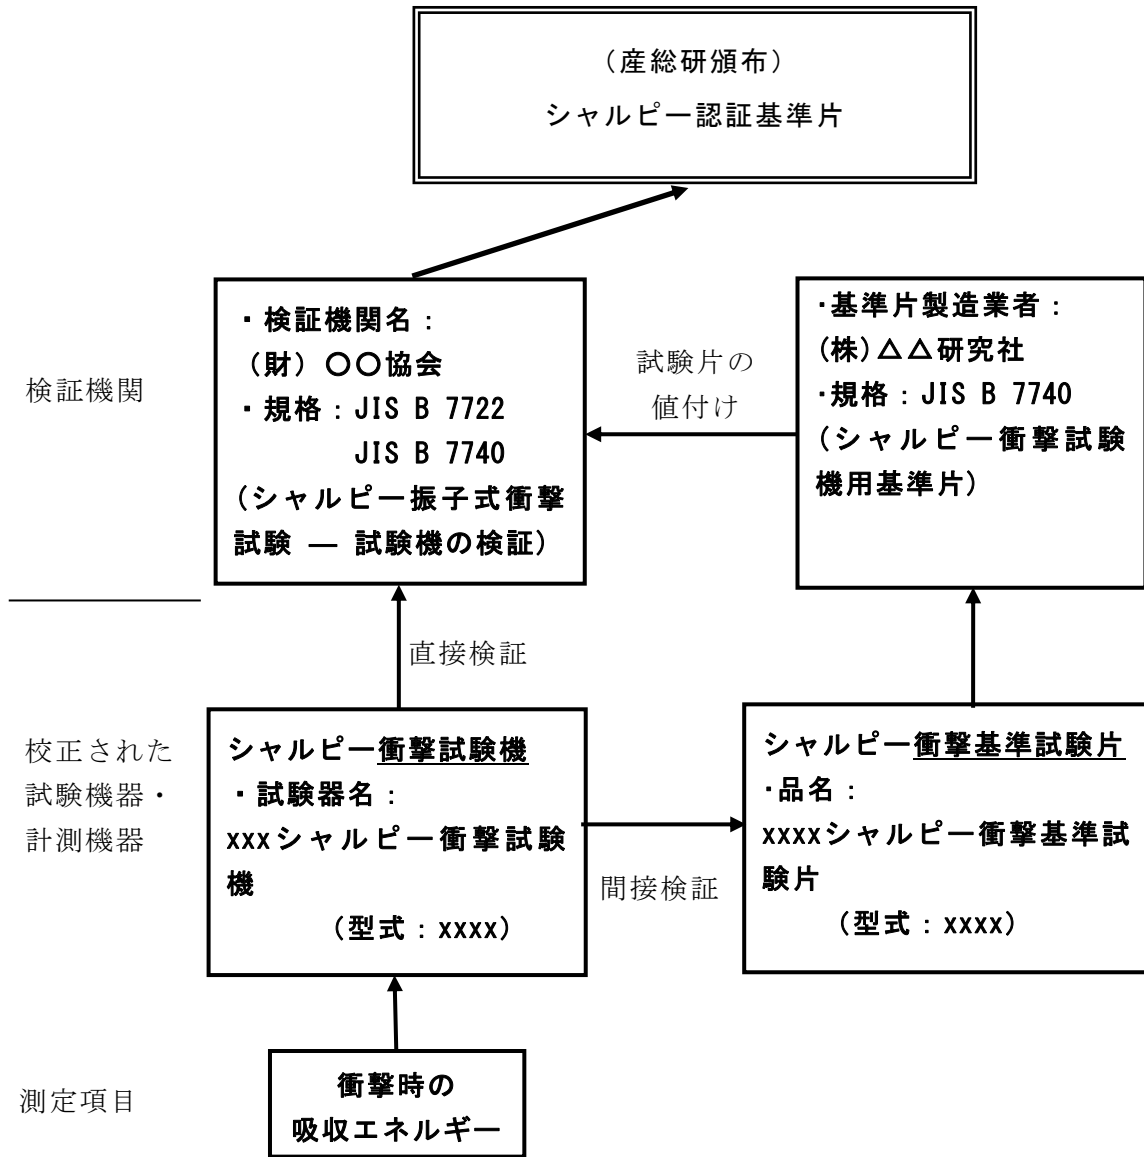 （産総研頒布）
シャルピー認証基準片
検証機関
・検証機関名：
（財）〇〇協会
・規格：JIS B 7722
JIS B 7740
（シャルピー振子式衝撃
試験 ― 試験機の検証）
試験片の
値付け
・基準片製造業者：
（株）△△研究社
・規格：JIS B 7740
（シャルピー衝撃試験
機用基準片）
直接検証
校正された
試験機器・
計測機器
シャルピー衝撃試験機
・試験器名：
xxxシャルピー衝撃試験
機
（型式：xxxx）
間接検証
シャルピー衝撃基準試験片
・品名：
xxxxシャルピー衝撃基準試
験片
（型式：xxxx）
測定項目
衝撃時の
吸収エネルギー